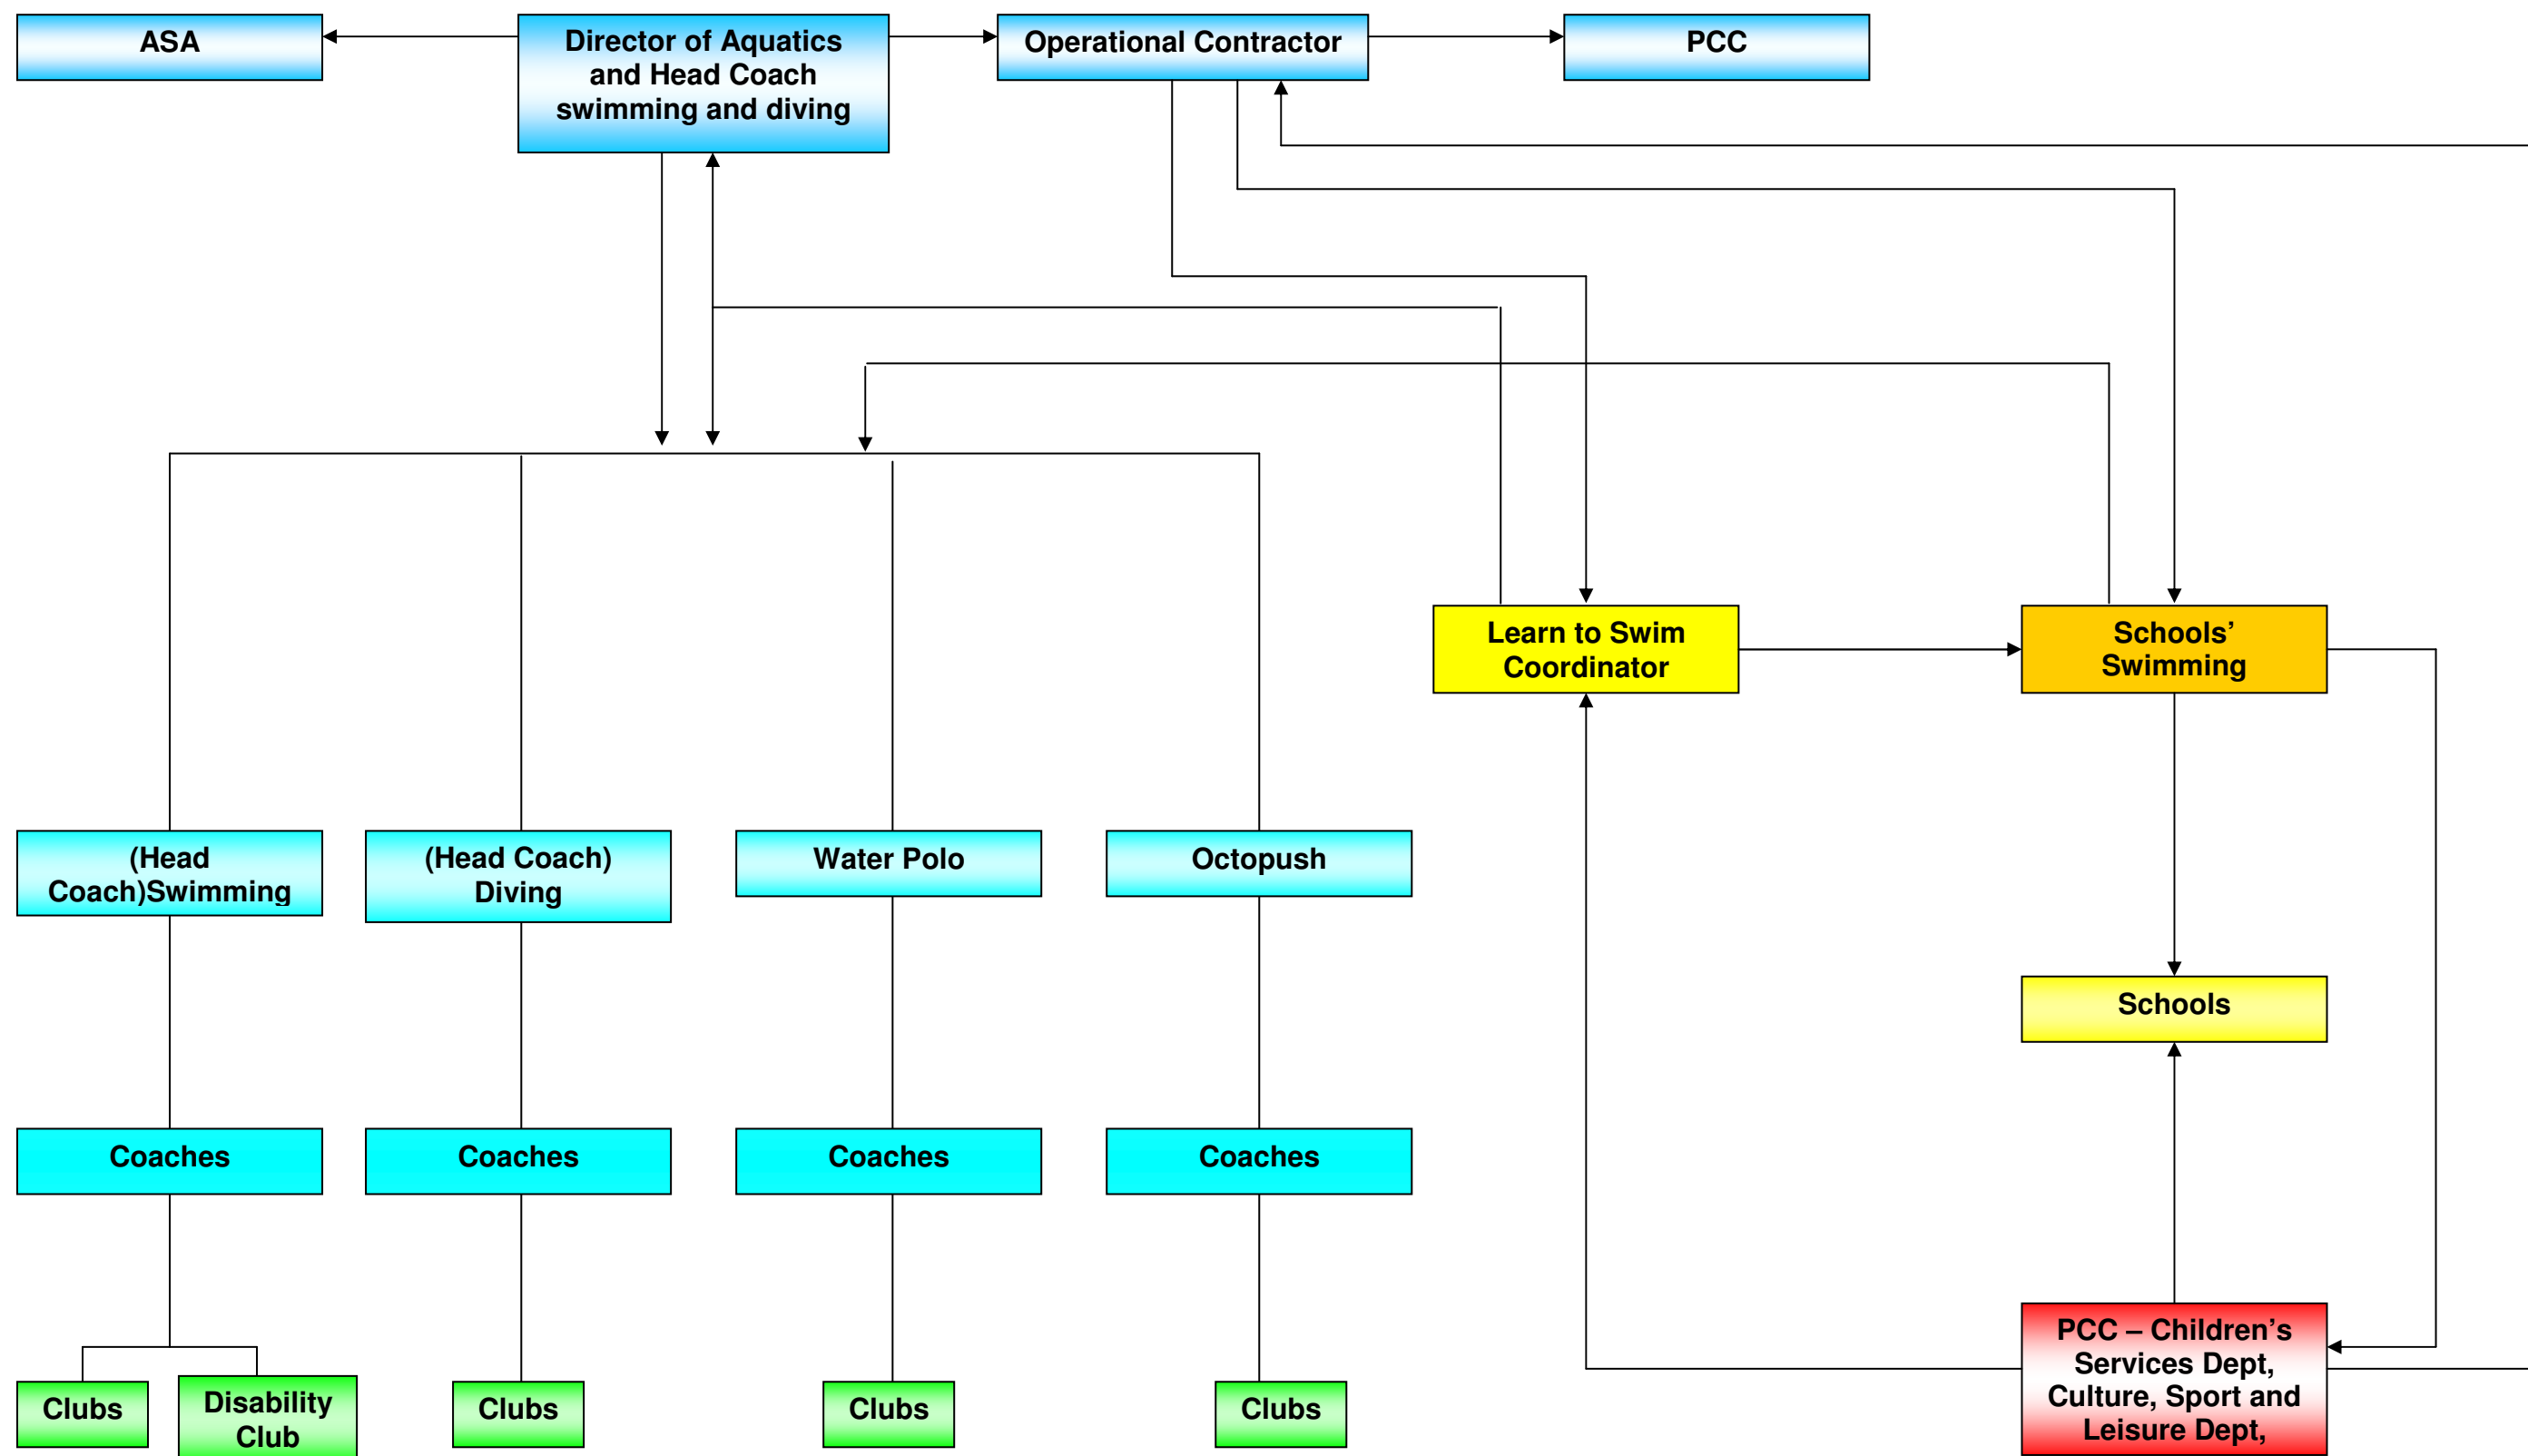 ASA
Director of Aquatics
and Head Coach
swimming and diving
Operational Contractor
PCC
Learn to Swim
Coordinator
Schools’
Swimming
(Head
Coach)Swimming
(Head Coach)
Diving
Water Polo
Octopush
Schools
Coaches
Coaches
Coaches
Coaches
PCC – Children’s
Services Dept,
Culture, Sport and
Leisure Dept,
Clubs
Disability
Club
Clubs
Clubs
Clubs